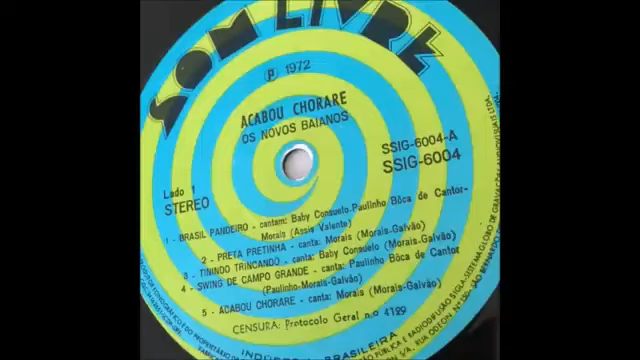 SOM LIVRE
℗ 1972
ACABOU CHORARE
OS NOVOS BAIANOS
SSIG-6004-A
SSIG-6004
Lado 1
STEREO
1 - BRASIL PANDEIRO - cantam: Baby Consuelo-Paulinho Bôca de Cantor-
Morais (Assis Valente)
2 - PRETA PRETINHA - canta: Morais (Morais-Galvão)
3 - TININDO TRINCANDO - canta: Baby Consuelo (Morais-Galvão)
4 - SWING DE CAMPO GRANDE - canta: Paulinho Bôca de Cantor
(Paulinho-Morais-Galvão)
5 - ACABOU CHORARE - canta: Morais (Morais-Galvão)
CENSURA: Protocolo Geral n.o 4129
BRASILEIRA